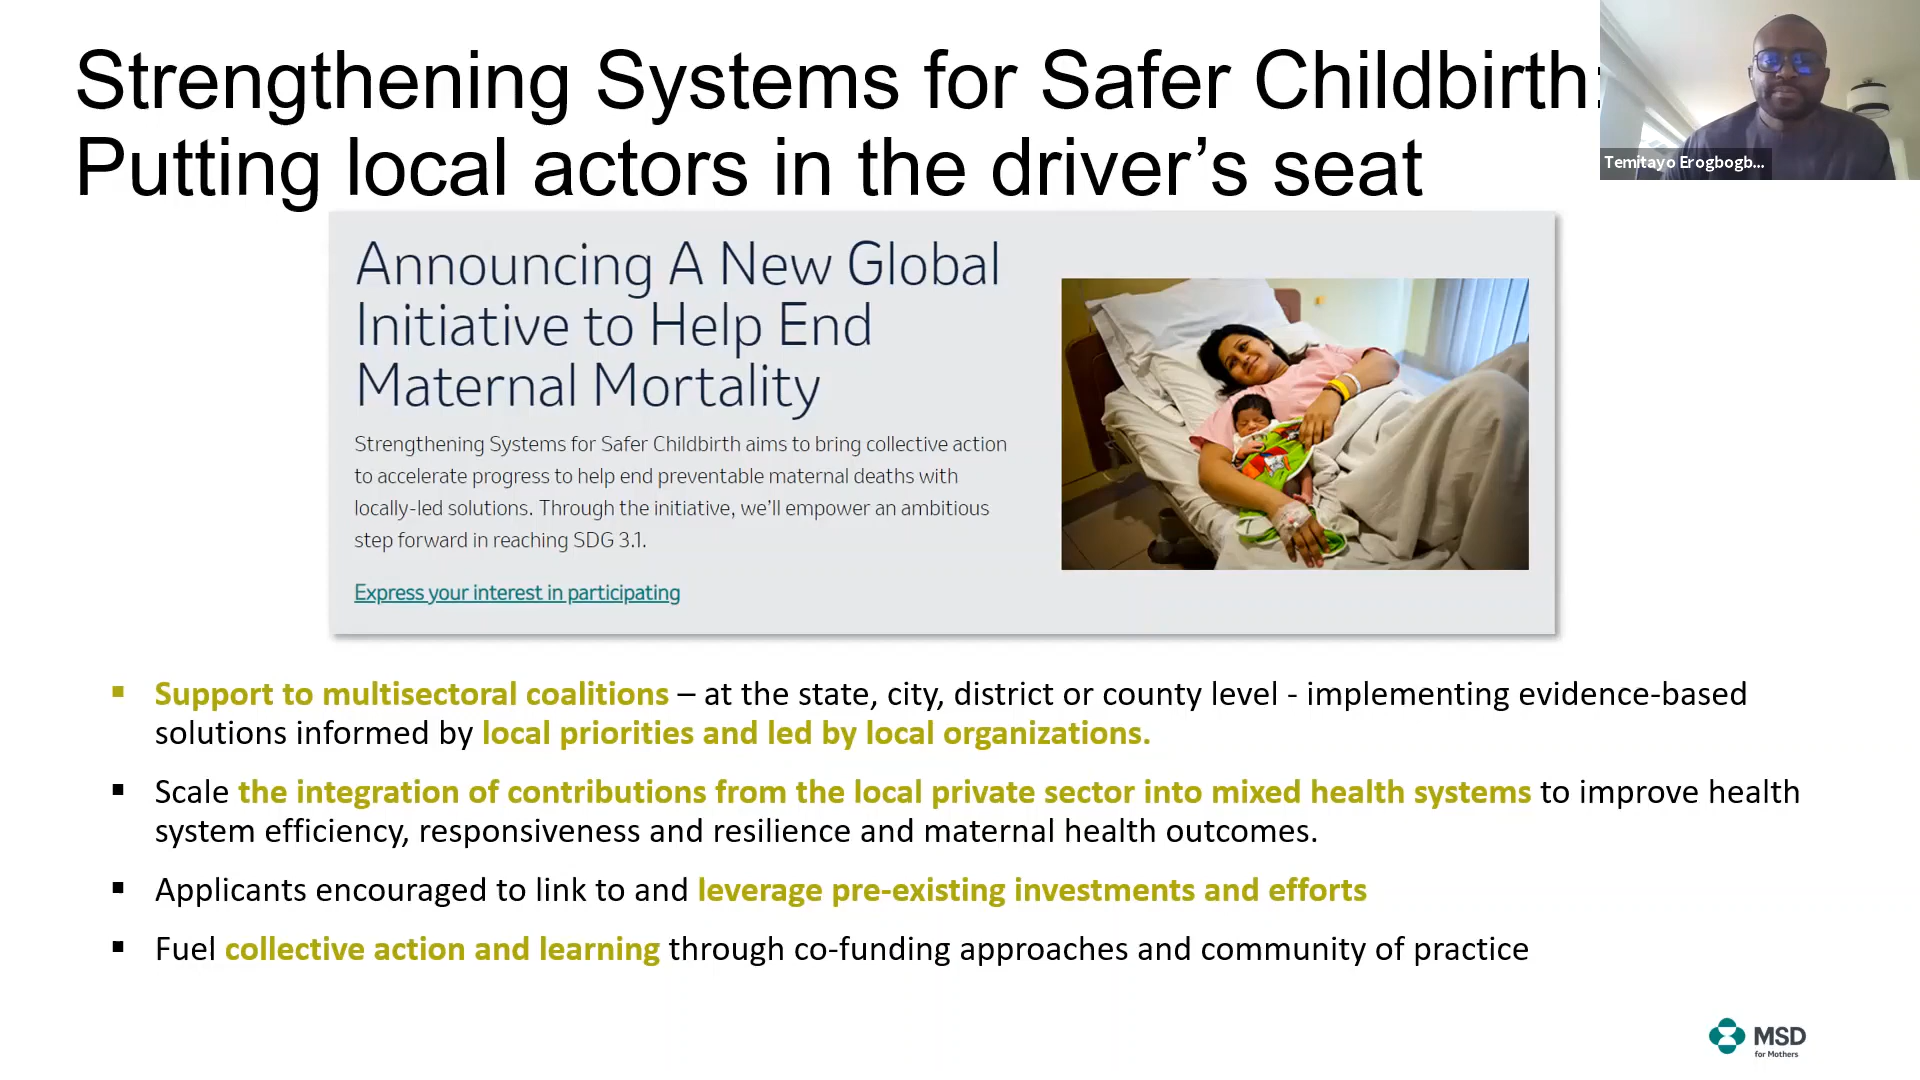 Strengthening Systems for Safer Childbirth:
Putting local actors in the driver’s seat
Temitayo Erogbogb...
Announcing A New Global
Initiative to Help End
Maternal Mortality
Strengthening Systems for Safer Childbirth aims to bring collective action
to accelerate progress to help end preventable maternal deaths with
locally-led solutions. Through the initiative, we’ll empower an ambitious
step forward in reaching SDG 3.1.
Express your interest in participating
▪ Support to multisectoral coalitions – at the state, city, district or county level - implementing evidence-based
solutions informed by local priorities and led by local organizations.
▪ Scale the integration of contributions from the local private sector into mixed health systems to improve health
system efficiency, responsiveness and resilience and maternal health outcomes.
▪ Applicants encouraged to link to and leverage pre-existing investments and efforts
▪ Fuel collective action and learning through co-funding approaches and community of practice
MSD
for Mothers